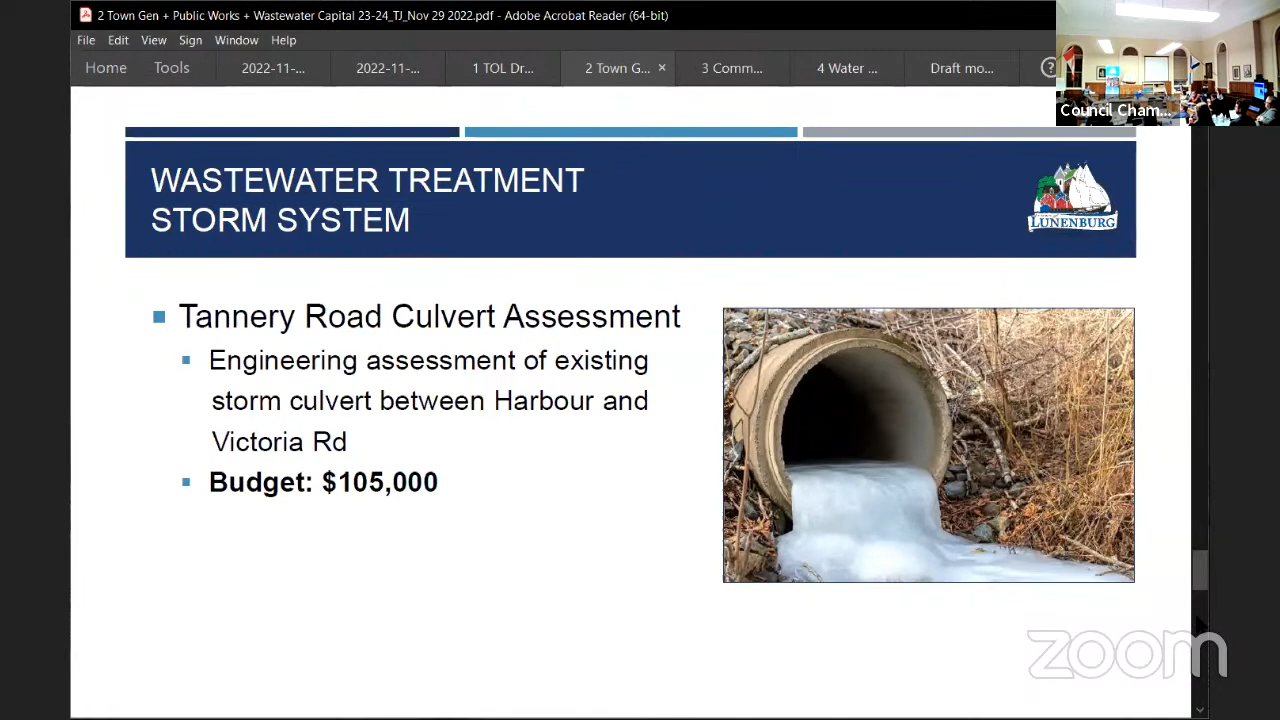 2 Town Gen + Public Works + Wastewater Capital 23-24_TJ_Nov 29 2022.pdf - Adobe Acrobat Reader (64-bit)
File Edit View Sign Window Help
Home Tools 2022-11-... 2022-11-... 1 TOL Dr... 2 Town G... × 3 Comm... 4 Water ... Draft mo... ?
Council Cham...
WASTEWATER TREATMENT
STORM SYSTEM
LUNENBURG
Tannery Road Culvert Assessment
Engineering assessment of existing
storm culvert between Harbour and
Victoria Rd
Budget: $105,000
zoom